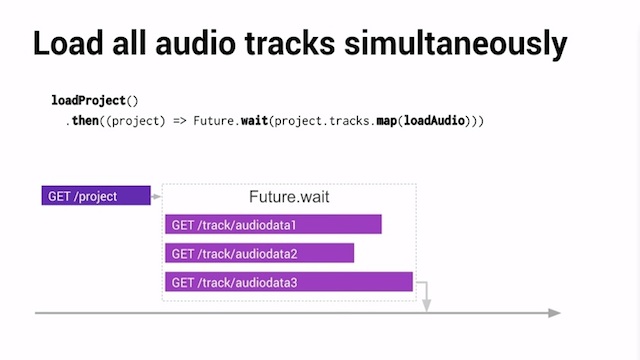 Load all audio tracks simultaneously
loadProject()
.then((project) => Future.wait(project.tracks.map(loadAudio)))
GET /project
Future.wait
GET /track/audiodata1
GET /track/audiodata2
GET /track/audiodata3